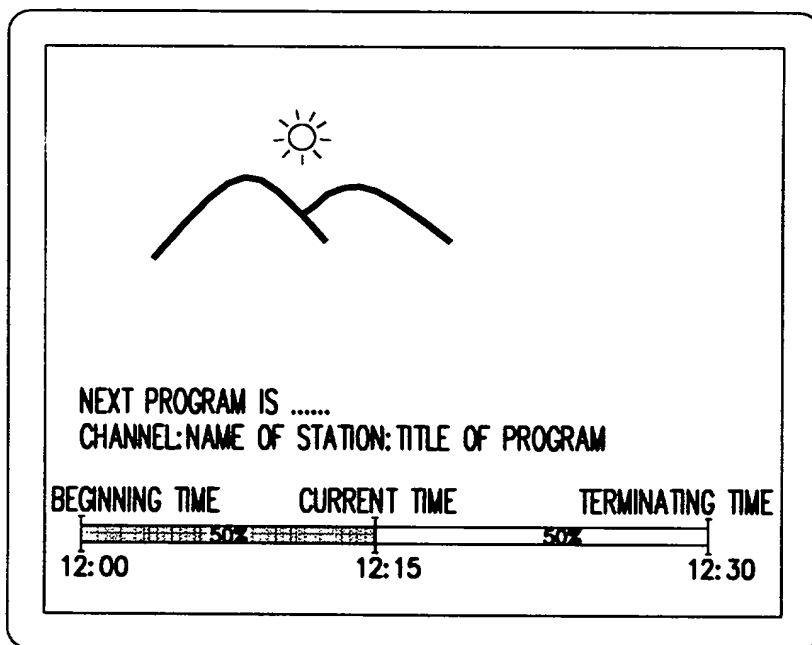 NEXT PROGRAM IS ......
CHANNEL:NAME OF STATION:TITLE OF PROGRAM
BEGINNING TIME CURRENT TIME TERMINATING TIME
50% 50%
12:00 12:15 12:30